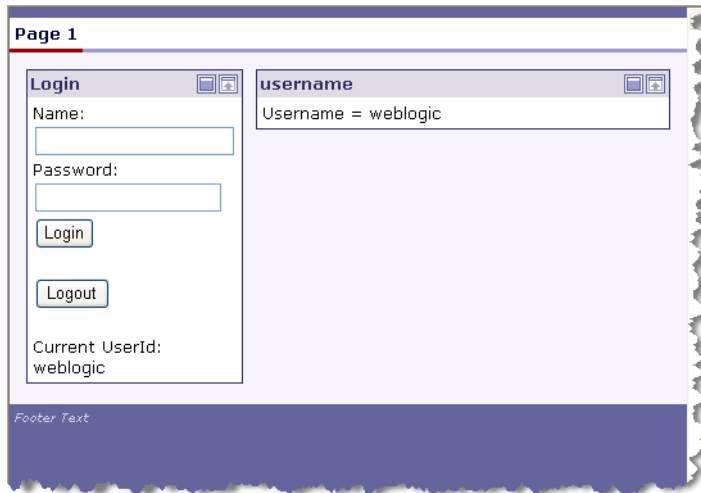 Page 1
Login
Name:
Password:
Login
Logout
Current UserId:
weblogic
username
Username = weblogic
Footer Text